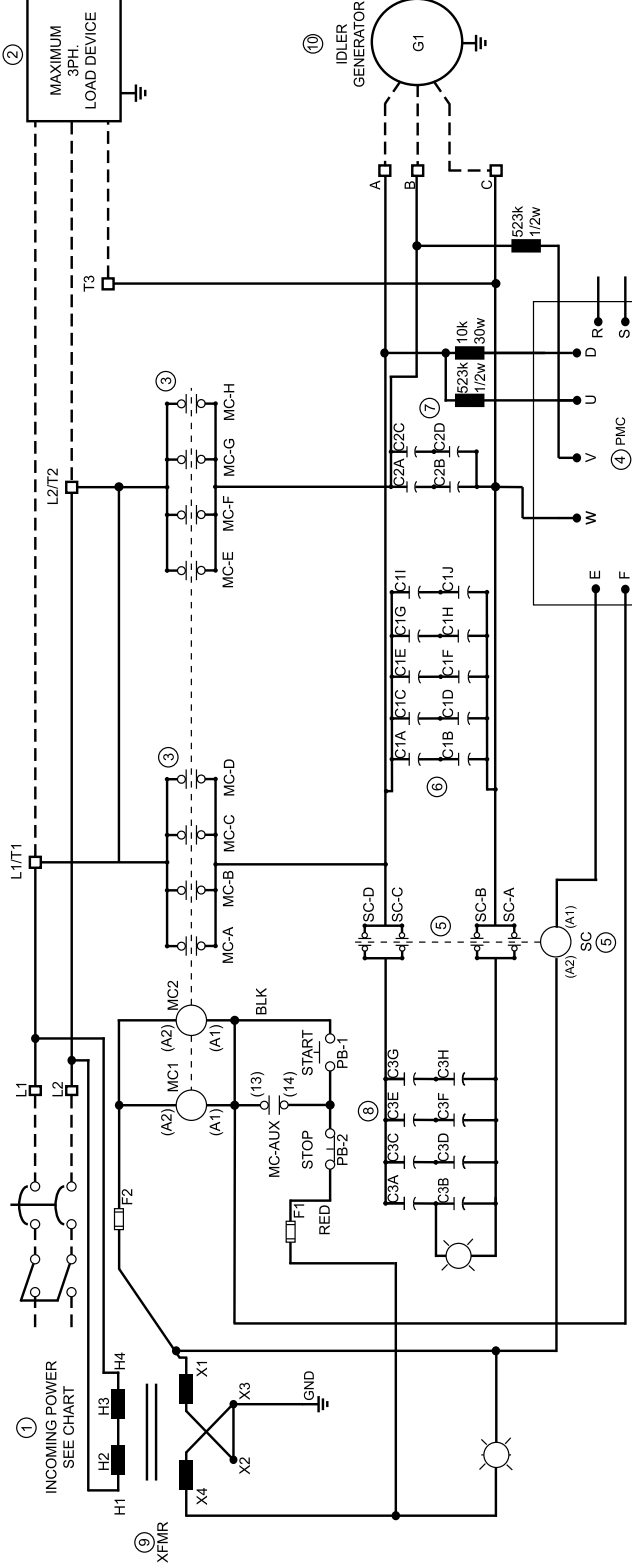 ①
INCOMING POWER
SEE CHART
L1
L2
L1/T1
L2/T2
T3
②
MAXIMUM
3PH.
LOAD DEVICE
H1
H2
H3
H4
⑨
XFMR
X4
X2
X3
X1
GND
F2
F1
RED
MC1
(A2)
(A1)
MC2
(A2)
(A1)
BLK
MC-AUX
(13)
(14)
STOP
PB-2
START
PB-1
③
MC-A
MC-B
MC-C
MC-D
③
MC-E
MC-F
MC-G
MC-H
⑩
IDLER
GENERATOR
G1
A
B
C
⑧
C3A
C3C
C3E
C3G
C3B
C3D
C3F
C3H
SC-D
SC-C
⑤
SC-B
SC-A
(A2)
(A1)
SC
⑤
⑥
C1A
C1C
C1E
C1G
C1I
C1B
C1D
C1F
C1H
C1J
⑦
C2A
C2C
C2B
C2D
523k
1/2w
10k
30w
523k
1/2w
E
F
W
V
U
D
R
S
④ PMC